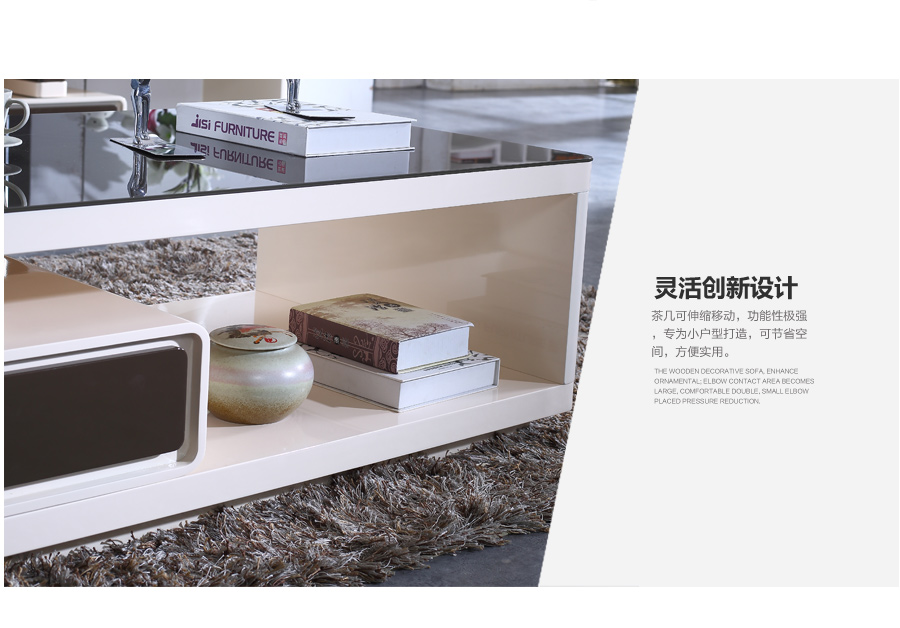 JISI FURNITURE
灵活创新设计
茶几可伸缩移动，功能性极强
，专为小户型打造，可节省空
间，方便实用。
THE WOODEN DECORATIVE SOFA, ENHANCE
ORNAMENTAL; ELBOW CONTACT AREA BECOMES
LARGE, COMFORTABLE DOUBLE, SMALL ELBOW
PLACED PRESSURE REDUCTION.